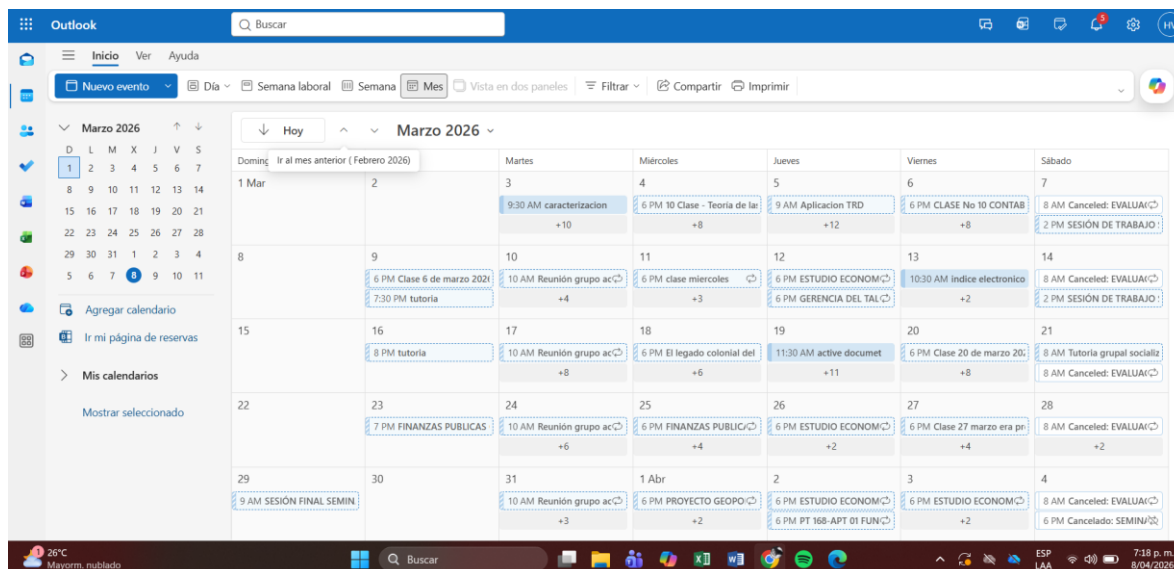 Outlook
Buscar
5
HV
Inicio Ver Ayuda
Nuevo evento Día Semana laboral Semana Mes Vista en dos paneles Filtrar Compartir Imprimir
Marzo 2026
D L M X J V S
1 2 3 4 5 6 7
8 9 10 11 12 13 14
15 16 17 18 19 20 21
22 23 24 25 26 27 28
29 30 31 1 2 3 4
5 6 7 8 9 10 11
Agregar calendario
Ir mi página de reservas
Mis calendarios
Mostrar seleccionado
Hoy Marzo 2026
Ir al mes anterior ( Febrero 2026)
Doming Martes Miércoles Jueves Viernes Sábado
1 Mar 2 3 4 5 6 7
9:30 AM caracterizacion 6 PM 10 Clase - Teoría de las 9 AM Aplicacion TRD 6 PM CLASE No 10 CONTAB 8 AM Canceled: EVALUA
+10 +8 +12 +8 2 PM SESIÓN DE TRABAJO
8 9 10 11 12 13 14
6 PM Clase 6 de marzo 202 10 AM Reunión grupo ac 6 PM clase miercoles 6 PM ESTUDIO ECONOM 10:30 AM indice electronico 8 AM Canceled: EVALUA
7:30 PM tutoria +4 +3 6 PM GERENCIA DEL TAL +2 2 PM SESIÓN DE TRABAJO
15 16 17 18 19 20 21
8 PM tutoria 10 AM Reunión grupo ac 6 PM El legado colonial del 11:30 AM active documet 6 PM Clase 20 de marzo 202 8 AM Tutoria grupal socializ
+8 +6 +11 +8 8 AM Canceled: EVALUA
22 23 24 25 26 27 28
7 PM FINANZAS PUBLICAS 10 AM Reunión grupo ac 6 PM FINANZAS PUBLIC 6 PM ESTUDIO ECONOM 6 PM Clase 27 marzo era pr 8 AM Canceled: EVALUA
+6 +4 +2 +4 +2
29 30 31 1 Abr 2 3 4
9 AM SESIÓN FINAL SEMIN 10 AM Reunión grupo ac 6 PM PROYECTO GEOPO 6 PM ESTUDIO ECONOM 6 PM ESTUDIO ECONOM 8 AM Canceled: EVALUA
+3 +2 6 PM PT 168-APT 01 FUN +2 6 PM Cancelado: SEMIN
1 26°C
Mayorm. nublado
Buscar
ESP
LAA
7:18 p. m.
8/04/202